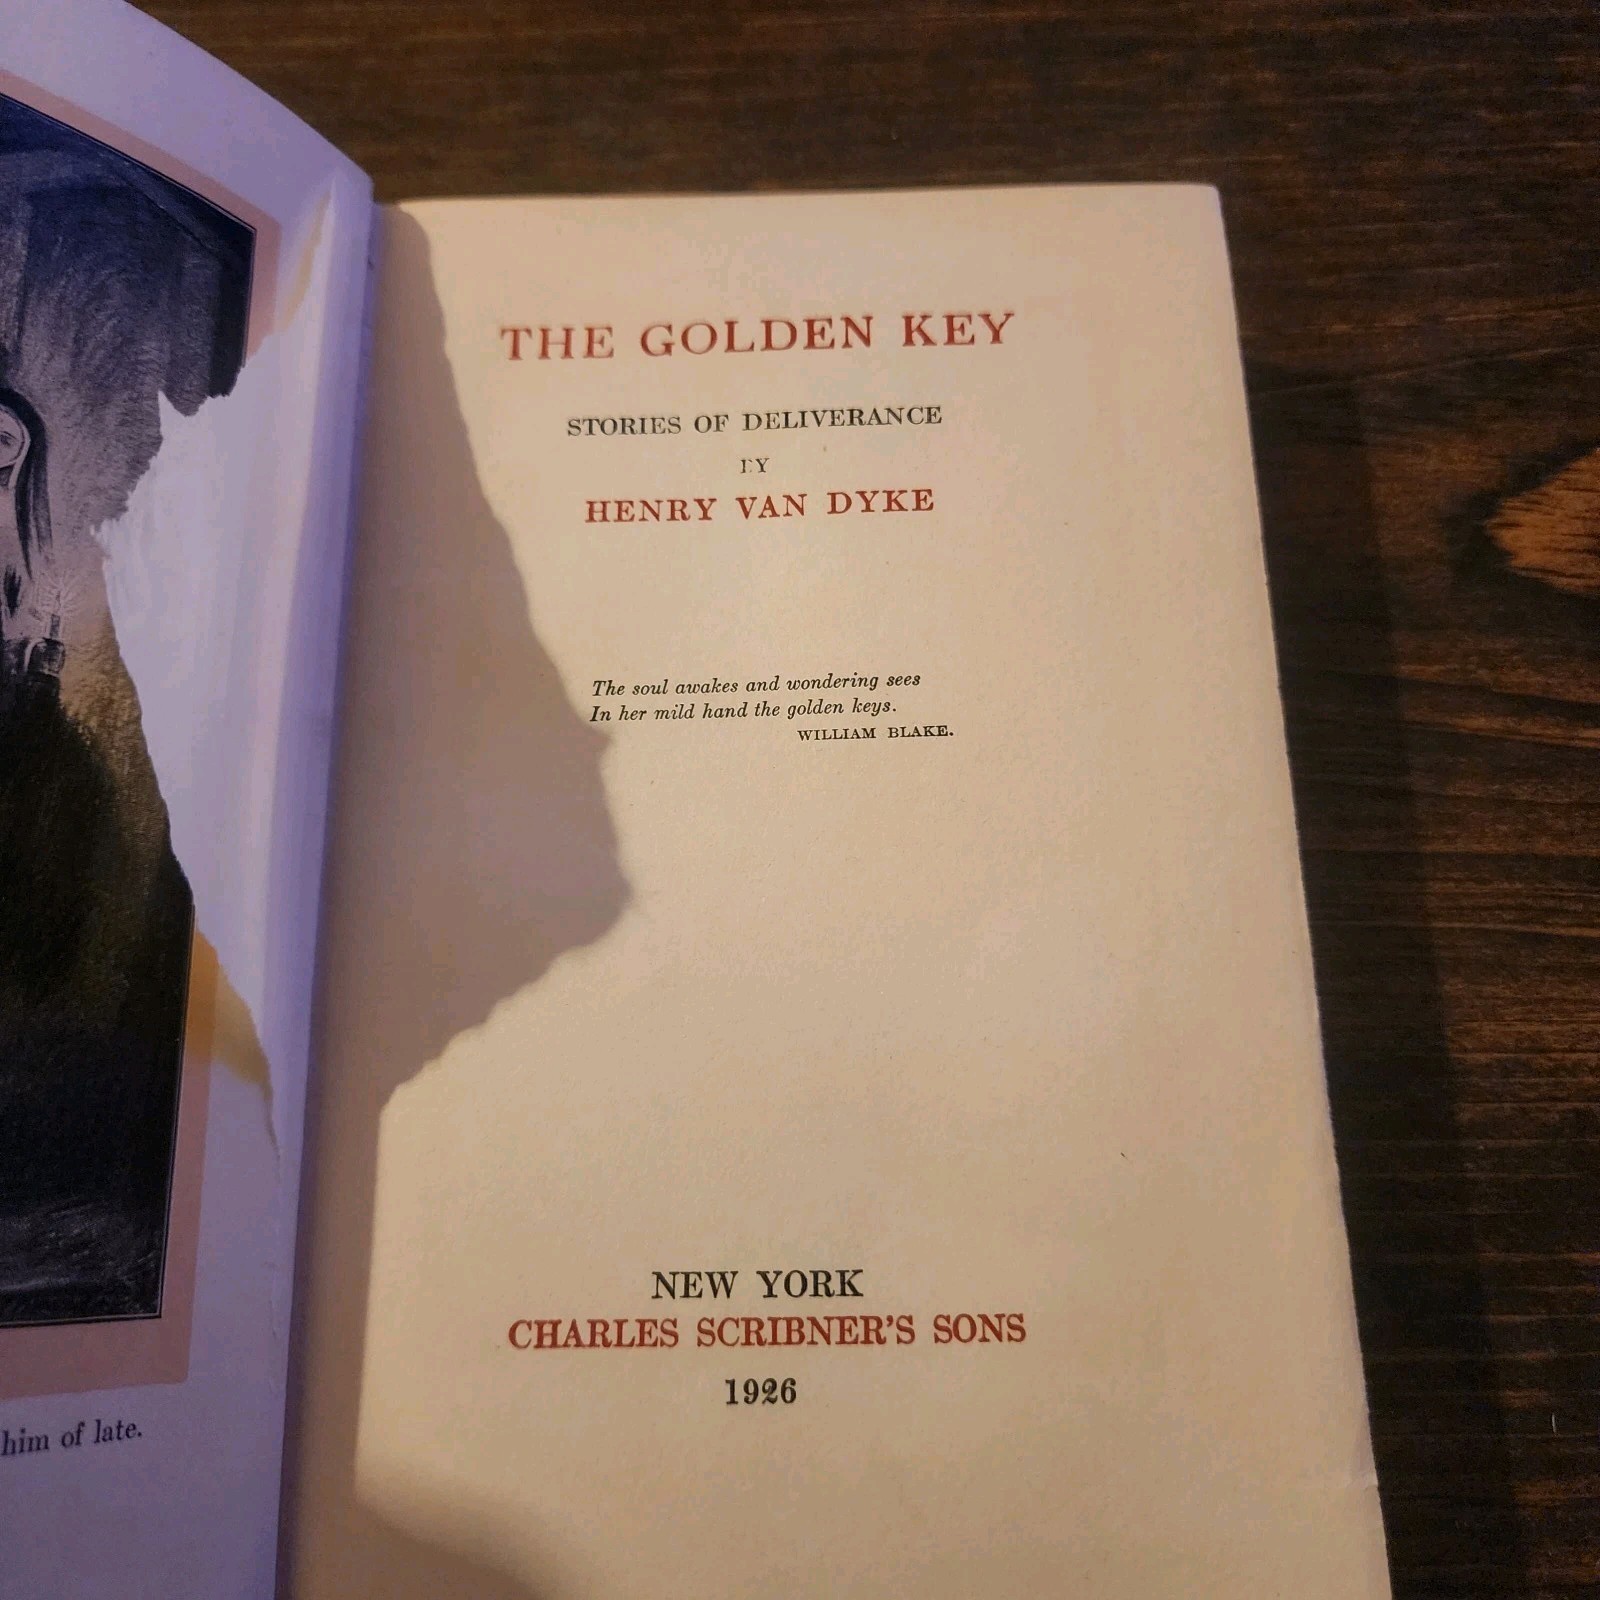 him of late.
THE GOLDEN KEY
STORIES OF DELIVERANCE
BY
HENRY VAN DYKE
The soul awakes and wondering sees
In her mild hand the golden keys.
WILLIAM BLAKE.
NEW YORK
CHARLES SCRIBNER'S SONS
1926